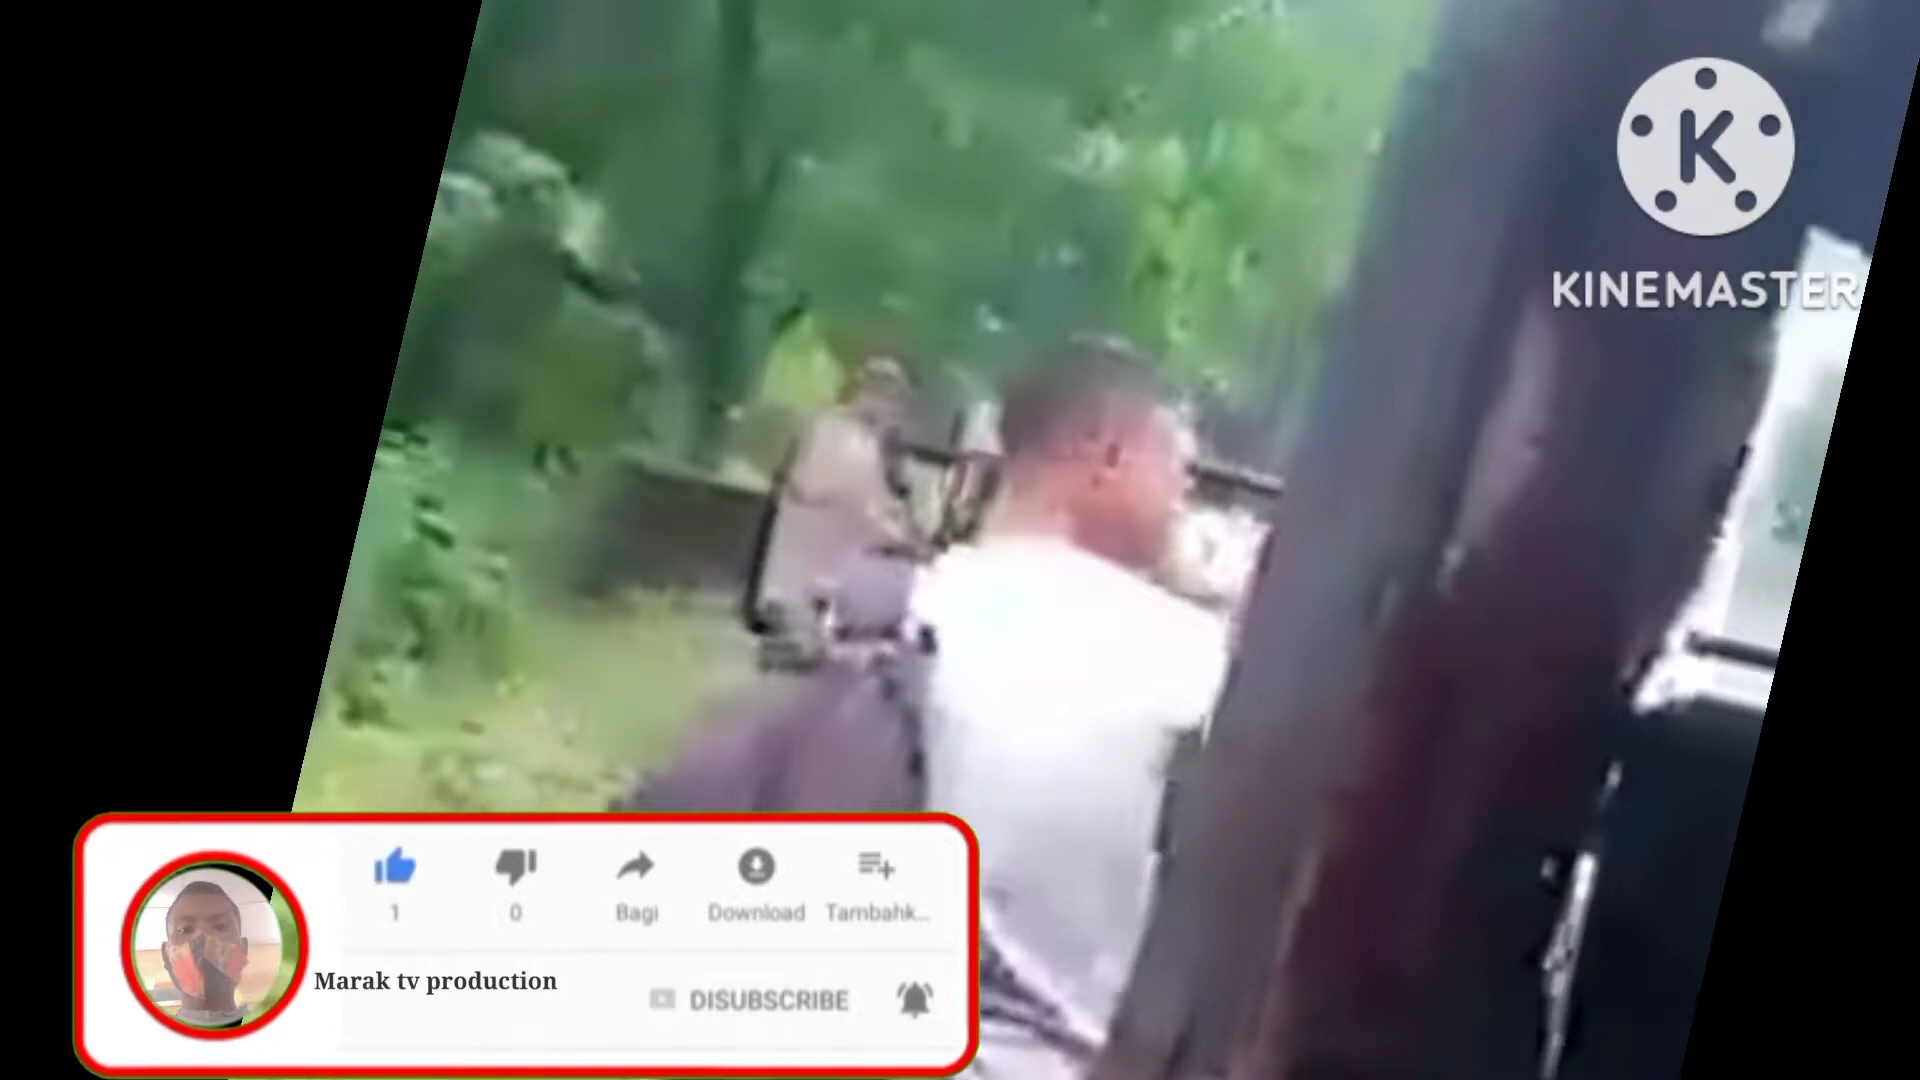 K
KINEMASTER
1
0
Bagi
Download
Tambahk...
Marak tv production
DISUBSCRIBE